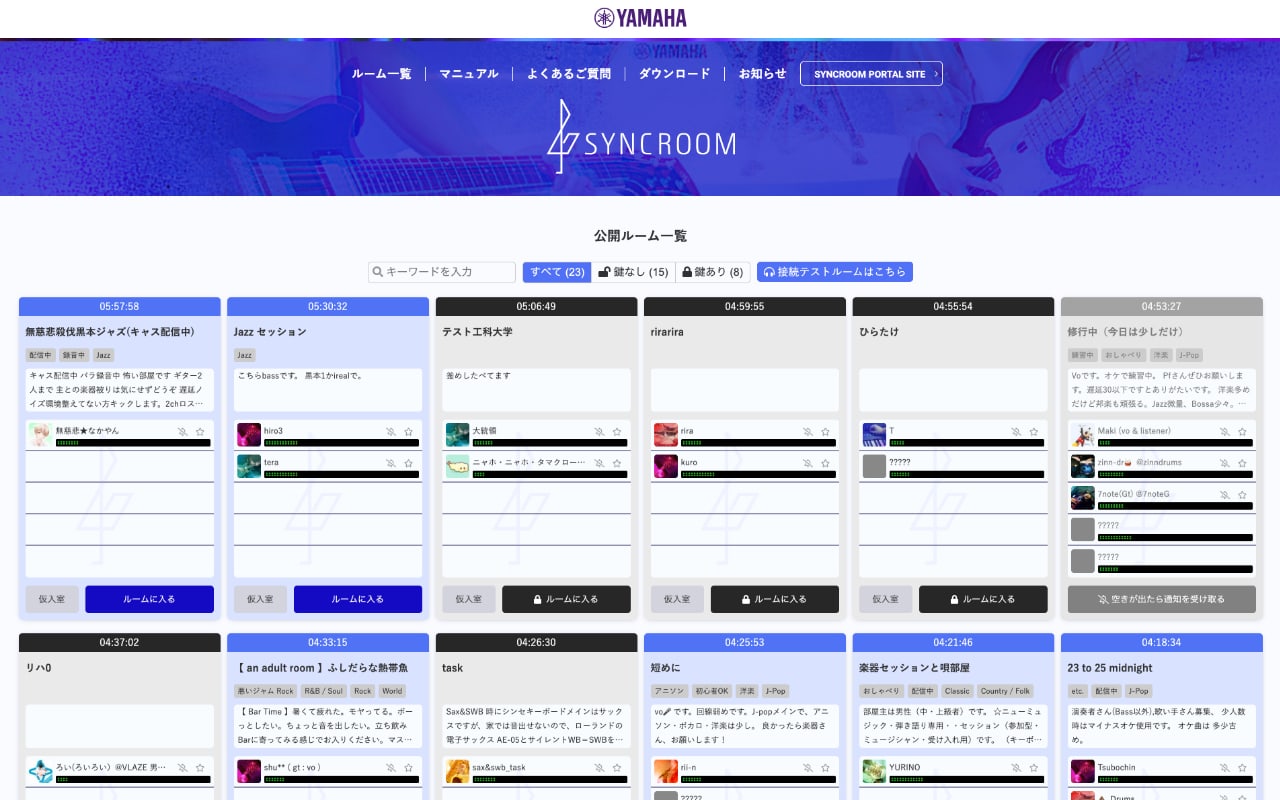 YAMAHA
YAMAHA
ルーム一覧
マニュアル
よくあるご質問
ダウンロード
お知らせ
SYNCROOM PORTAL SITE
SYNCROOM
公開ルーム一覧
キーワードを入力
すべて (23)
鍵なし (15)
鍵あり (8)
接続テストルームはこちら
05:57:58
無慈悲殺伐黒本ジャズ(キャス配信中)
配信中 録音中 Jazz
キャス配信中 パラ録音中 怖い部屋です ギター2
人まで 主との楽器被りは気にせずどうぞ 遅延ノ
イズ環境整えてない方キックします。2chロス…
無慈悲★なかやん
仮入室
ルームに入る
05:30:32
Jazz セッション
Jazz
こちらbassです。 黒本1かirealで。
hiro3
tera
仮入室
ルームに入る
05:06:49
テスト工科大学
釜めしたべてます
大統領
ニャホ・ニャホ・タマクロー…
仮入室
ルームに入る
04:59:55
rirarira
rira
kuro
仮入室
ルームに入る
04:55:54
ひらたけ
T
?????
仮入室
ルームに入る
04:53:27
修行中（今日は少しだけ）
練習中 おしゃべり 洋楽 J-Pop
Voです。オケで練習中。 Pfさんぜひお願いしま
す。遅延30以下ですとありがたいです。 洋楽多め
だけど邦楽も頑張る。Jazz微量、Bossa少々。…
Maki (vo & listener)
zinn-dr🥁 @zinndrums
7note(Gt) @7noteG
?????
?????
空きが出たら通知を受け取る
04:37:02
リハ0
ろい(ろいろい) @VLAZE 男…
04:33:15
【 an adult room 】ふしだらな熱帯魚
悪いジャム Rock R&B / Soul Rock World
【 Bar Time 】暑くて疲れた。モヤってる。ボー
っとしたい。ちょっと音を出したい。立ち飲み
Barに寄ってみる感じでお入りください。マス…
shu** ( gt : vo )
04:26:30
task
Sax&SWB 時にシンセキーボードメインはサック
スですが、家では音出せないので、ローランドの
電子サックス AE-05とサイレントWB＝SWBを…
sax&swb_task
04:25:53
短めに
アニソン 初心者OK 洋楽 J-Pop
vo🎤です。回線弱めです。J-popメインで、アニ
ソン・ボカロ・洋楽は少し。 良かったら楽器さ
ん、お願いします！
rii-n
?????
04:21:46
楽器セッションと唄部屋
おしゃべり 配信中 Classic Country / Folk
部屋主は男性（中・上級者）です。 ☆ニューミュ
ジック・弾き語り専用・・セッション（参加型・
ミュージシャン・受け入れ用）です。 （キーボ…
YURINO
04:18:34
23 to 25 midnight
etc. 配信中 J-Pop
演奏者さん(Bass以外),歌い手さん募集、 少人数
時はマイナスオケ使用です。 オケ曲は 多少古
め。
Tsubochin
Drums